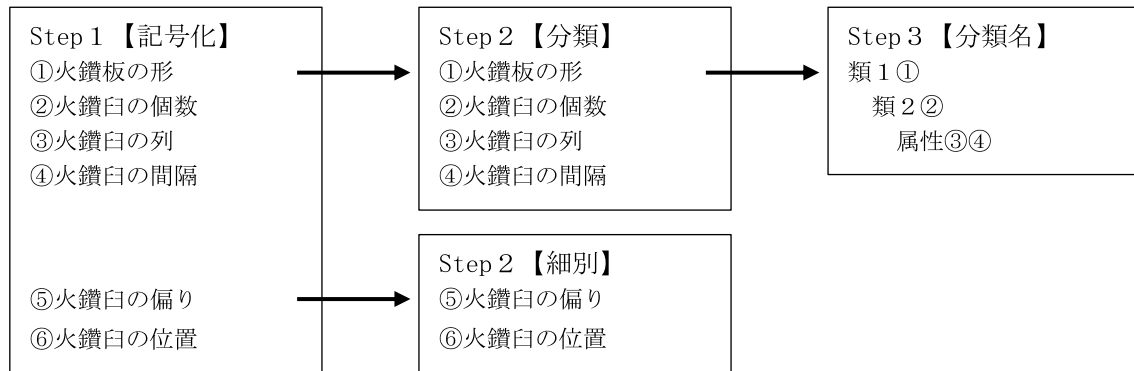 Step１【記号化】
①火鑽板の形
②火鑽臼の個数
③火鑽臼の列
④火鑽臼の間隔
⑤火鑽臼の偏り
⑥火鑽臼の位置
Step２【分類】
①火鑽板の形
②火鑽臼の個数
③火鑽臼の列
④火鑽臼の間隔
Step２【細別】
⑤火鑽臼の偏り
⑥火鑽臼の位置
Step３【分類名】
類１①
類２②
属性③④